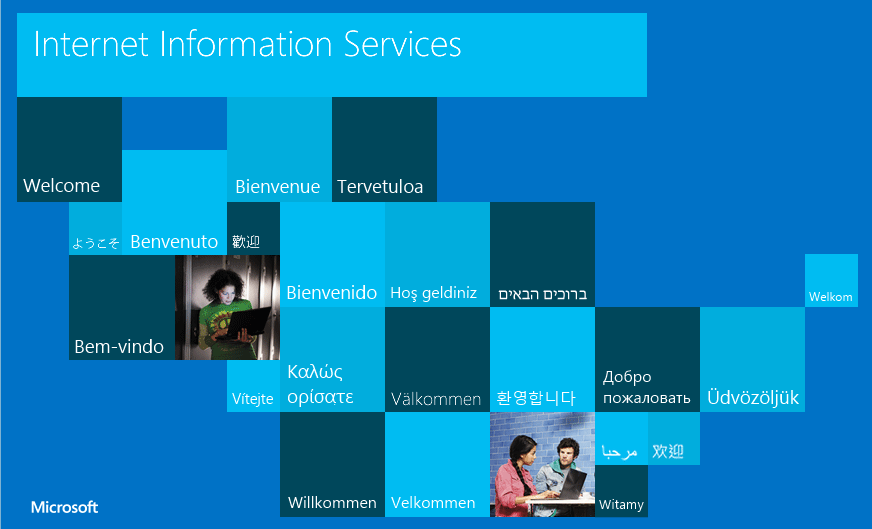 Internet Information Services
Welcome
Bienvenue
Tervetuloa
ようこそ
Benvenuto
歡迎
Bienvenido
Hoş geldiniz
ברוכים הבאים
Welkom
Bem-vindo
Vítejte
Καλώς
ορίσατε
Välkommen
환영합니다
Добро
пожаловать
Üdvözöljük
Willkommen
Velkommen
مرحبا
欢迎
Witamy
Microsoft